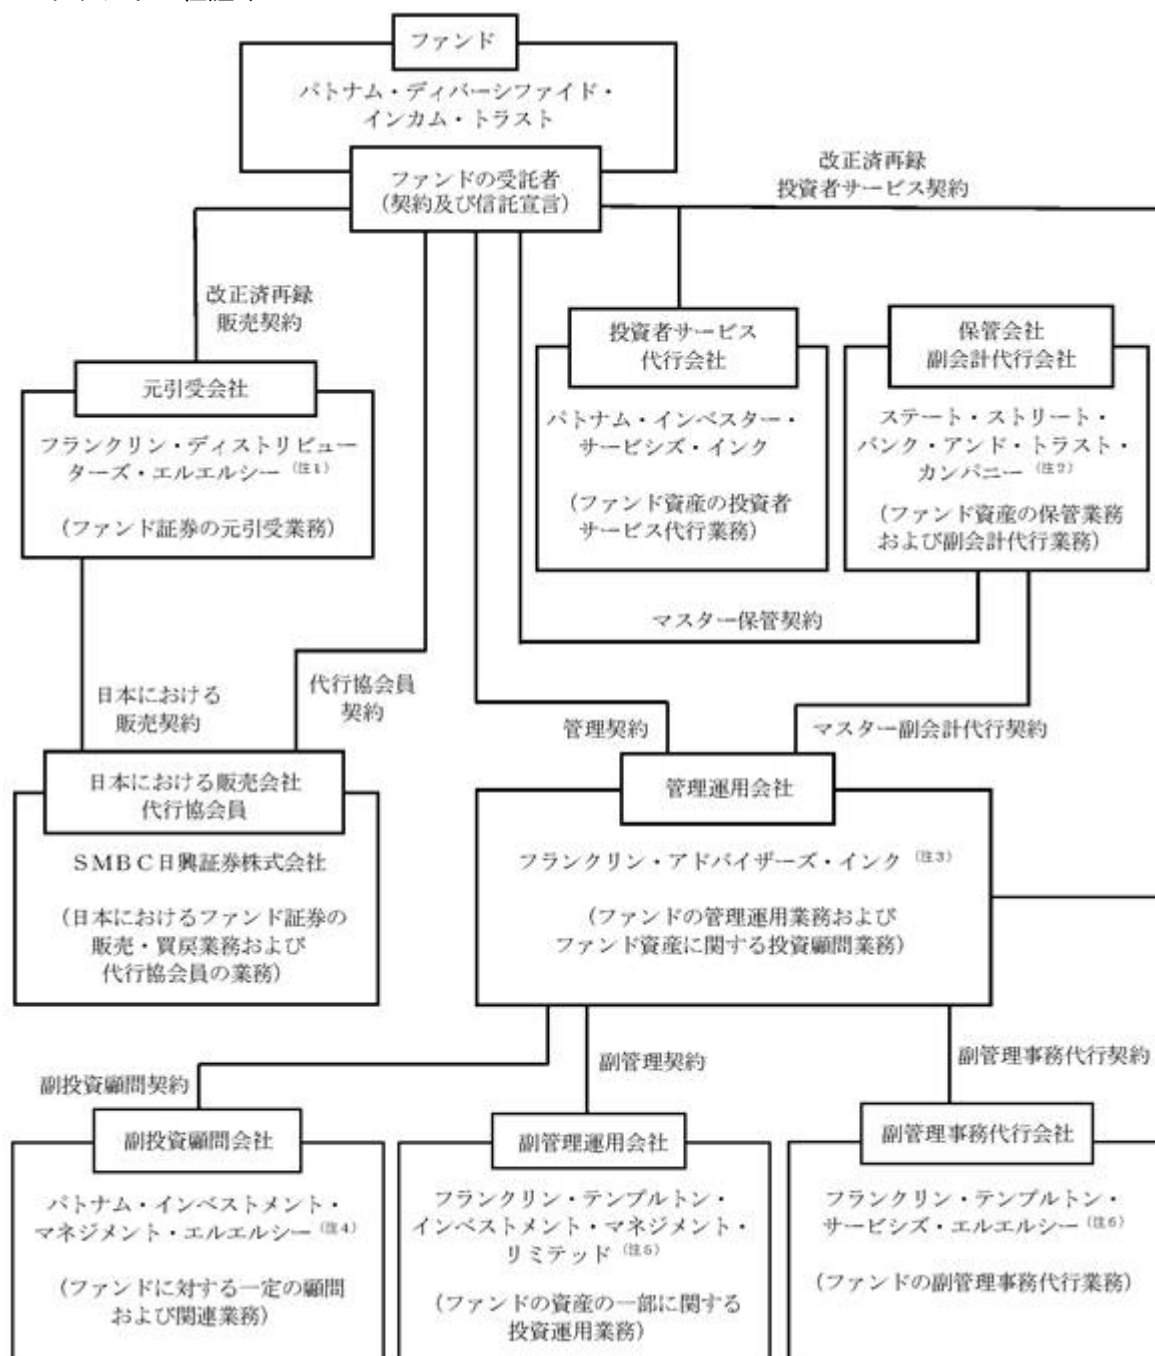 ファンド
パトナム・ディバーシファイド・
インカム・トラスト
ファンドの受託者
（契約及び信託宣言）
改正済再録
投資者サービス契約
改正済再録
販売契約
元引受会社
フランクリン・ディストリビュー
ターズ・エルエルシー（注1）
（ファンド証券の元引受業務）
投資者サービス
代行会社
パトナム・インベスター・
サービシズ・インク
（ファンド資産の投資者
サービス代行業務）
保管会社
副会計代行会社
ステート・ストリート・
バンク・アンド・トラスト・
カンパニー（注2）
（ファンド資産の保管業務
および副会計代行業務）
マスター保管契約
日本における
販売契約
代行協会員
契約
管理契約
マスター副会計代行契約
日本における販売会社
代行協会員
ＳＭＢＣ日興証券株式会社
（日本におけるファンド証券の
販売・買戻業務および
代行協会員の業務）
管理運用会社
フランクリン・アドバイザーズ・インク（注3）
（ファンドの管理運用業務および
ファンド資産に関する投資顧問業務）
副投資顧問契約
副管理契約
副管理事務代行契約
副投資顧問会社
パトナム・インベストメント・
マネジメント・エルエルシー（注4）
（ファンドに対する一定の顧問
および関連業務）
副管理運用会社
フランクリン・テンプルトン・
インベストメント・マネジメント・
リミテッド（注5）
（ファンドの資産の一部に関する
投資運用業務）
副管理事務代行会社
フランクリン・テンプルトン・
サービシズ・エルエルシー（注6）
（ファンドの副管理事務代行業務）